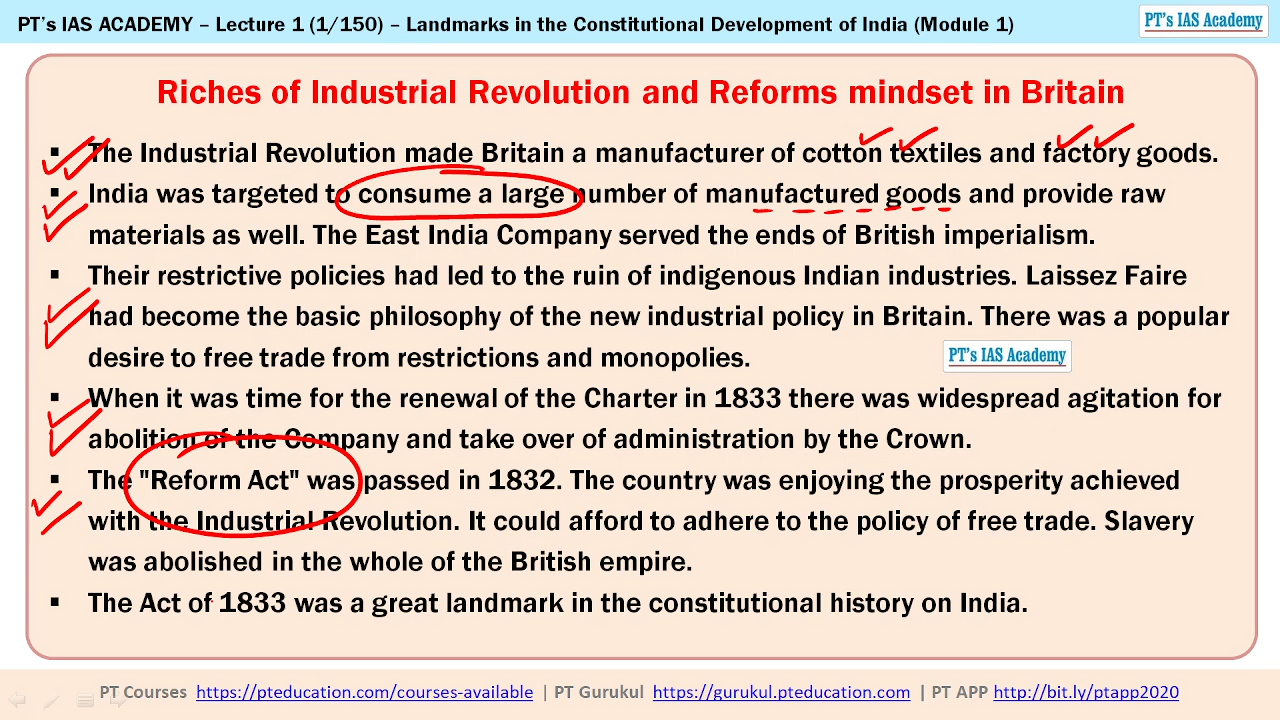 PT's IAS ACADEMY – Lecture 1 (1/150) – Landmarks in the Constitutional Development of India (Module 1)
PT's IAS Academy
Riches of Industrial Revolution and Reforms mindset in Britain
▪ The Industrial Revolution made Britain a manufacturer of cotton textiles and factory goods.
▪ India was targeted to consume a large number of manufactured goods and provide raw
materials as well. The East India Company served the ends of British imperialism.
▪ Their restrictive policies had led to the ruin of indigenous Indian industries. Laissez Faire
had become the basic philosophy of the new industrial policy in Britain. There was a popular
desire to free trade from restrictions and monopolies.
PT's IAS Academy
▪ When it was time for the renewal of the Charter in 1833 there was widespread agitation for
abolition of the Company and take over of administration by the Crown.
▪ The "Reform Act" was passed in 1832. The country was enjoying the prosperity achieved
with the Industrial Revolution. It could afford to adhere to the policy of free trade. Slavery
was abolished in the whole of the British empire.
▪ The Act of 1833 was a great landmark in the constitutional history on India.
PT Courses https://pteducation.com/courses-available | PT Gurukul https://gurukul.pteducation.com | PT APP http://bit.ly/ptapp2020